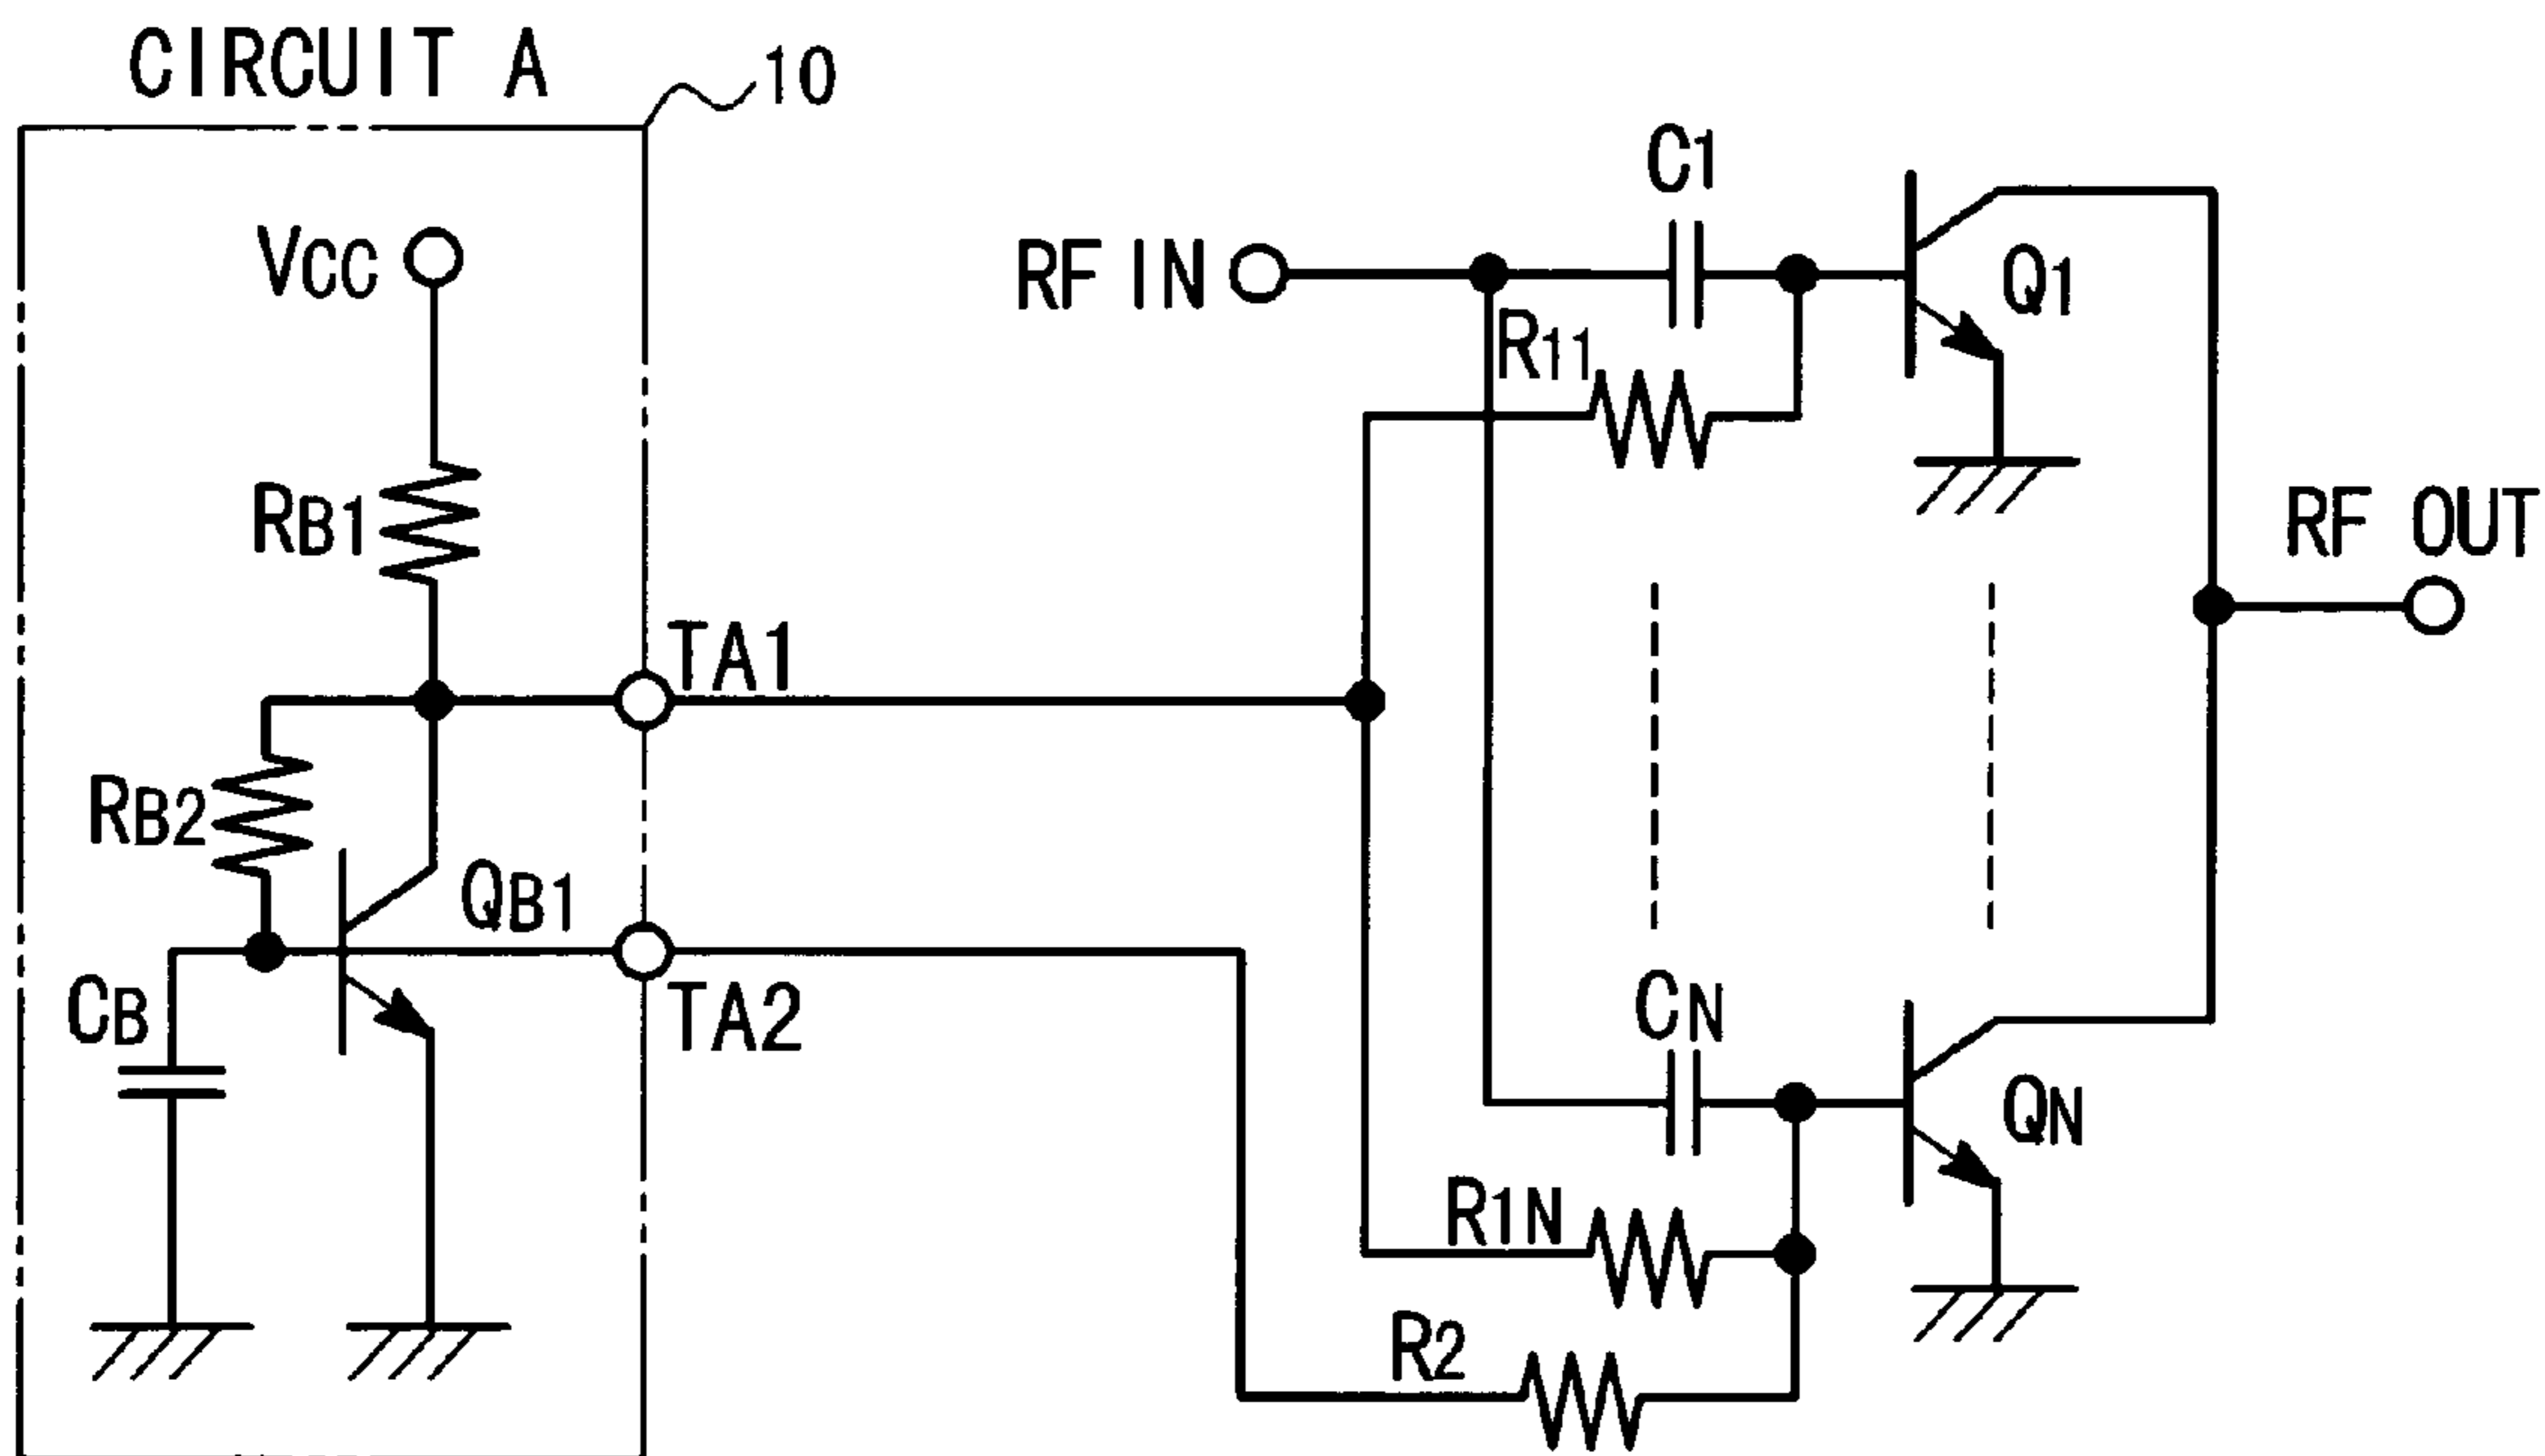 CIRCUIT A
10
VCC
RB1
RB2
QB1
CB
TA1
TA2
RF IN
C1
R11
Q1
RF OUT
CN
QN
R1N
R2